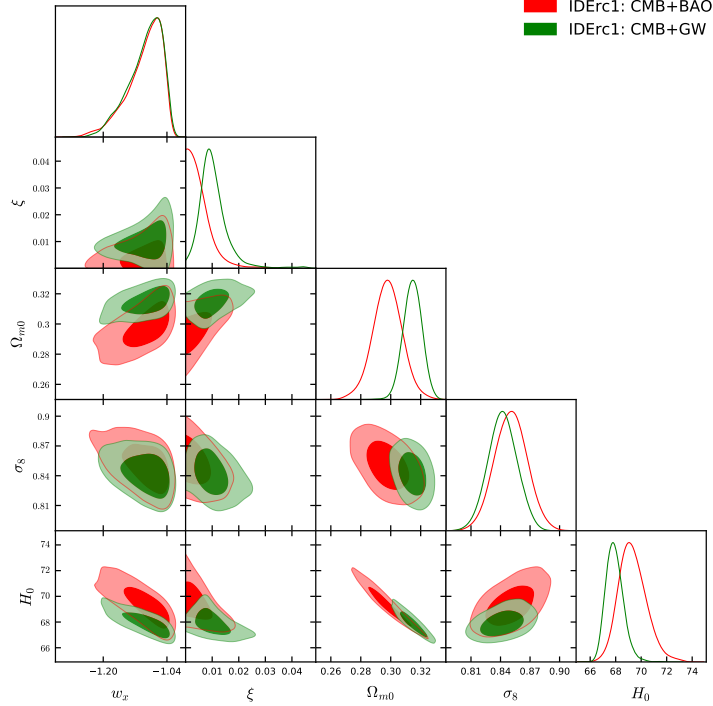 IDErc1: CMB+BAO
IDErc1: CMB+GW
0.04
0.03
0.02
0.01
ξ
0.32
0.30
0.28
0.25
Ω_{m0}
0.9
0.87
0.84
0.81
σ_8
74
72
70
68
66
H_0
−1.20 −1.04 0.01 0.02 0.03 0.04 0.26 0.28 0.30 0.32 0.81 0.84 0.87 0.90 66 68 70 72 74
w_x ξ Ω_{m0} σ_8 H_0